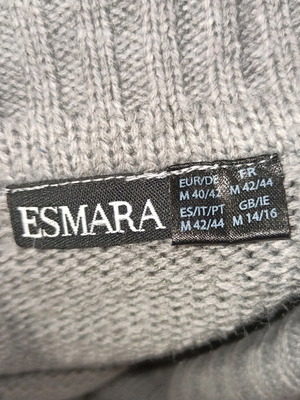 ESMARA
EUR/DE FR
M 40/42 M 42/44
ES/IT/PT GB/IE
M 42/44 M 14/16